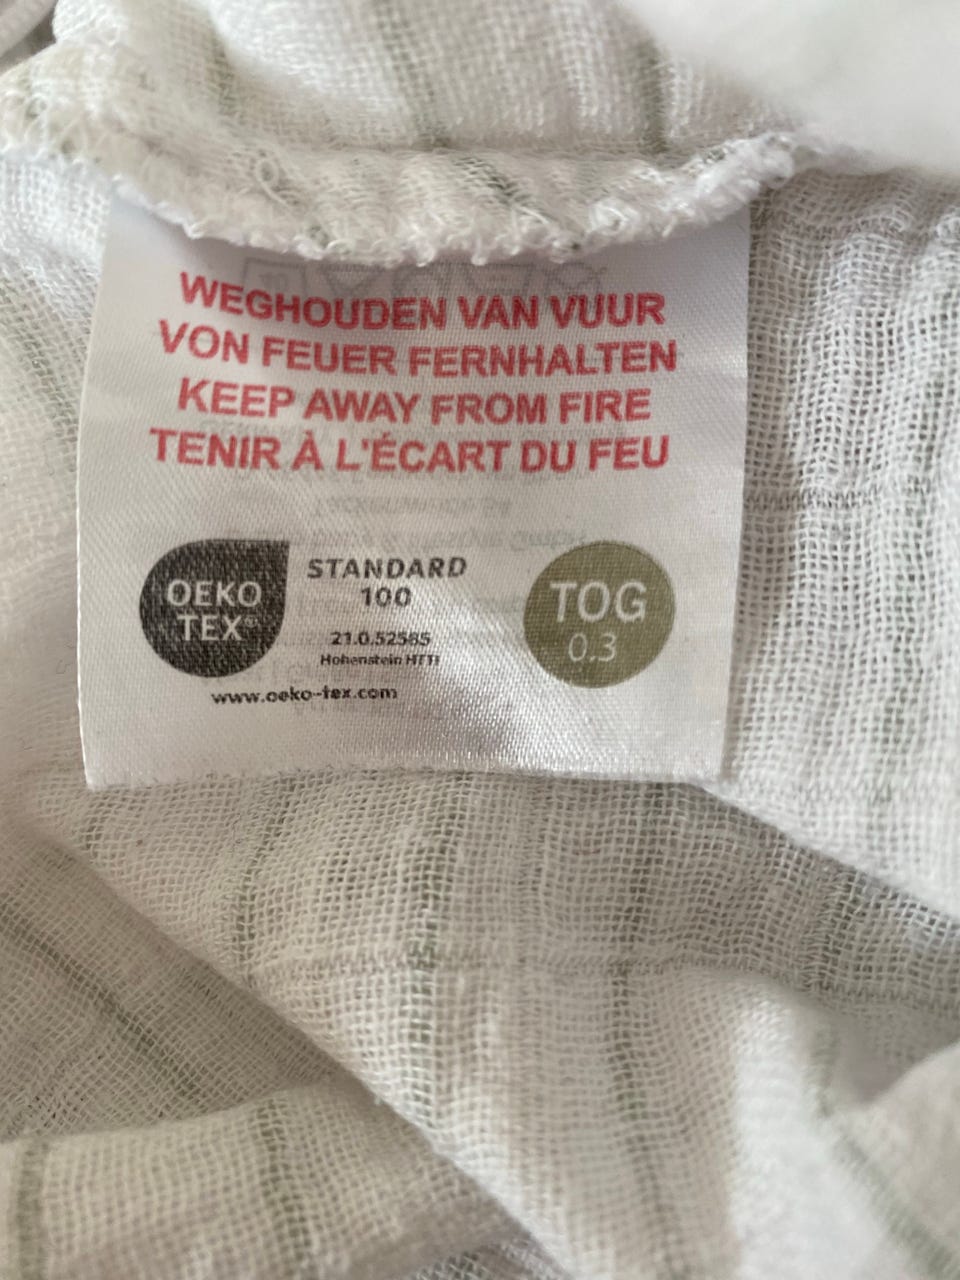 WEGHOUDEN VAN VUUR
VON FEUER FERNHALTEN
KEEP AWAY FROM FIRE
TENIR À L'ÉCART DU FEU
OEKO
TEX®
STANDARD
100
21.0.52585
Hohenstein HTTI
www.oeko-tex.com
TOG
0.3